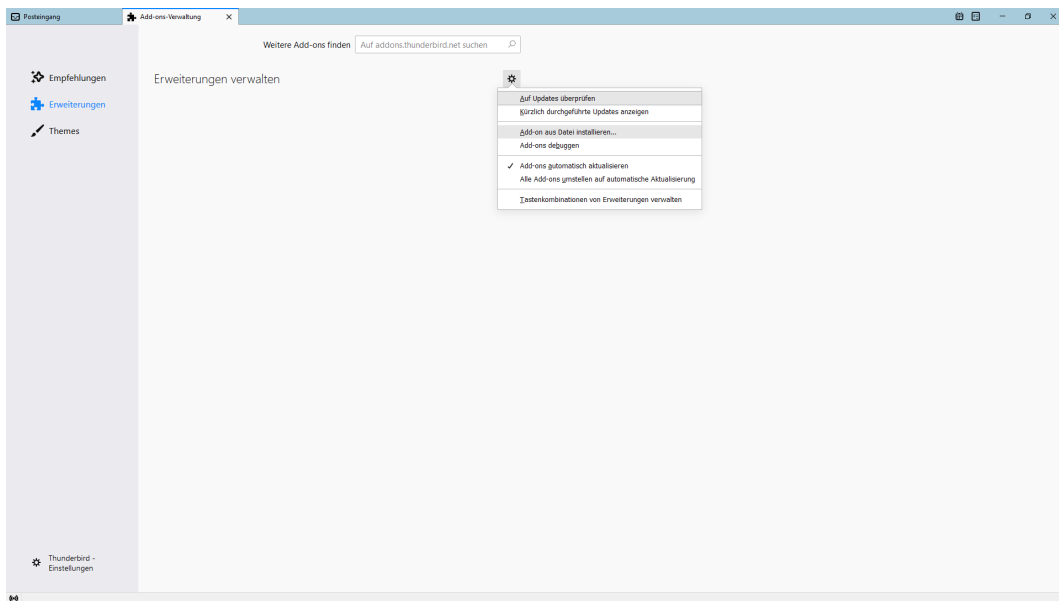 Posteingang
Add-ons-Verwaltung
Weitere Add-ons finden
Auf addons.thunderbird.net suchen
Empfehlungen
Erweiterungen
Themes
Erweiterungen verwalten
Auf Updates überprüfen
Kürzlich durchgeführte Updates anzeigen
Add-on aus Datei installieren...
Add-ons debuggen
✓ Add-ons automatisch aktualisieren
Alle Add-ons umstellen auf automatische Aktualisierung
Tastenkombinationen von Erweiterungen verwalten
Thunderbird -
Einstellungen